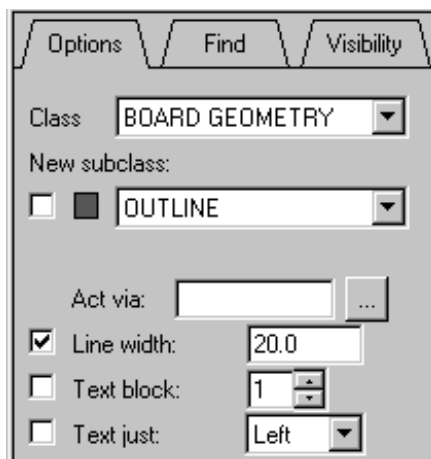 Options Find Visibility
Class BOARD GEOMETRY
New subclass:
OUTLINE
Act via: ...
Line width: 20.0
Text block: 1
Text just: Left